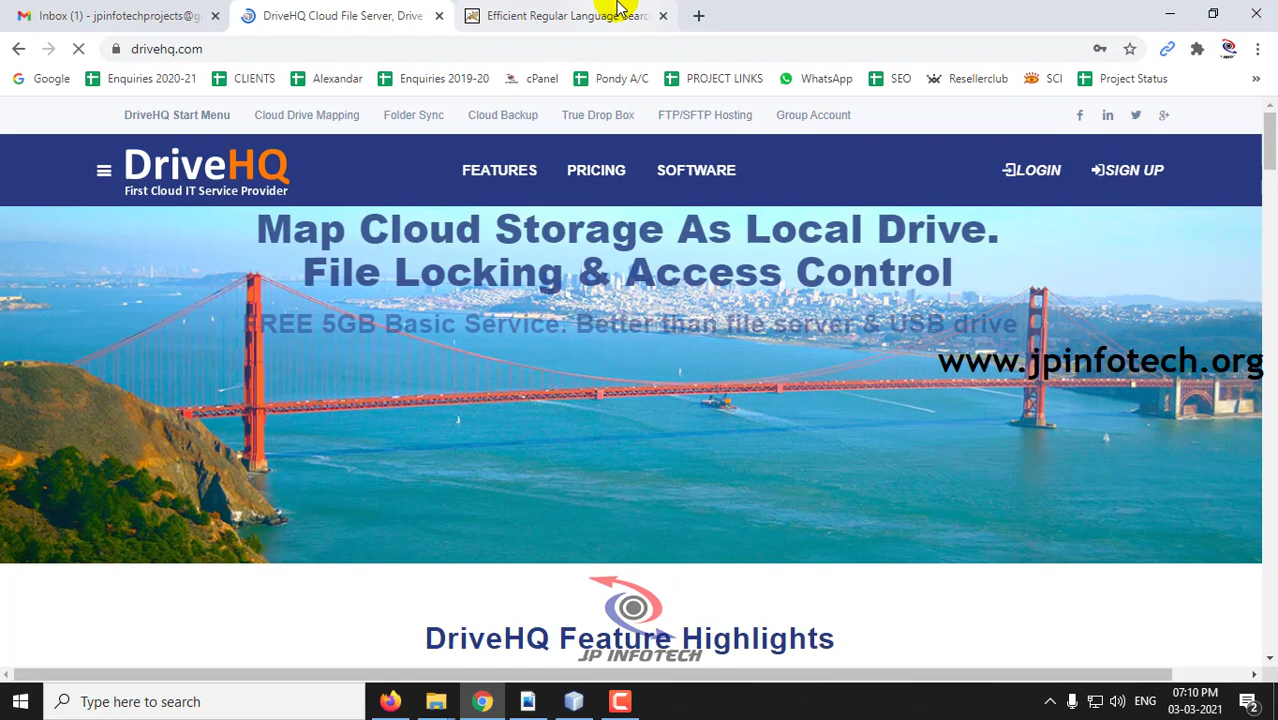 Inbox (1) - jpinfotechprojects@g
DriveHQ Cloud File Server, Drive
Efficient Regular Language Search
drivehq.com
Google
Enquiries 2020-21
CLIENTS
Alexandar
Enquiries 2019-20
cPanel
Pondy A/C
PROJECT LINKS
WhatsApp
SEO
Resellerclub
SCI
Project Status
DriveHQ Start Menu
Cloud Drive Mapping
Folder Sync
Cloud Backup
True Drop Box
FTP/SFTP Hosting
Group Account
DriveHQ
First Cloud IT Service Provider
FEATURES
PRICING
SOFTWARE
LOGIN
SIGN UP
Map Cloud Storage As Local Drive.
File Locking & Access Control
FREE 5GB Basic Service. Better than file server & USB drive
www.jpinfotech.org
DriveHQ Feature Highlights
JP INFOTECH
Type here to search
ENG
07:10 PM
03-03-2021
2